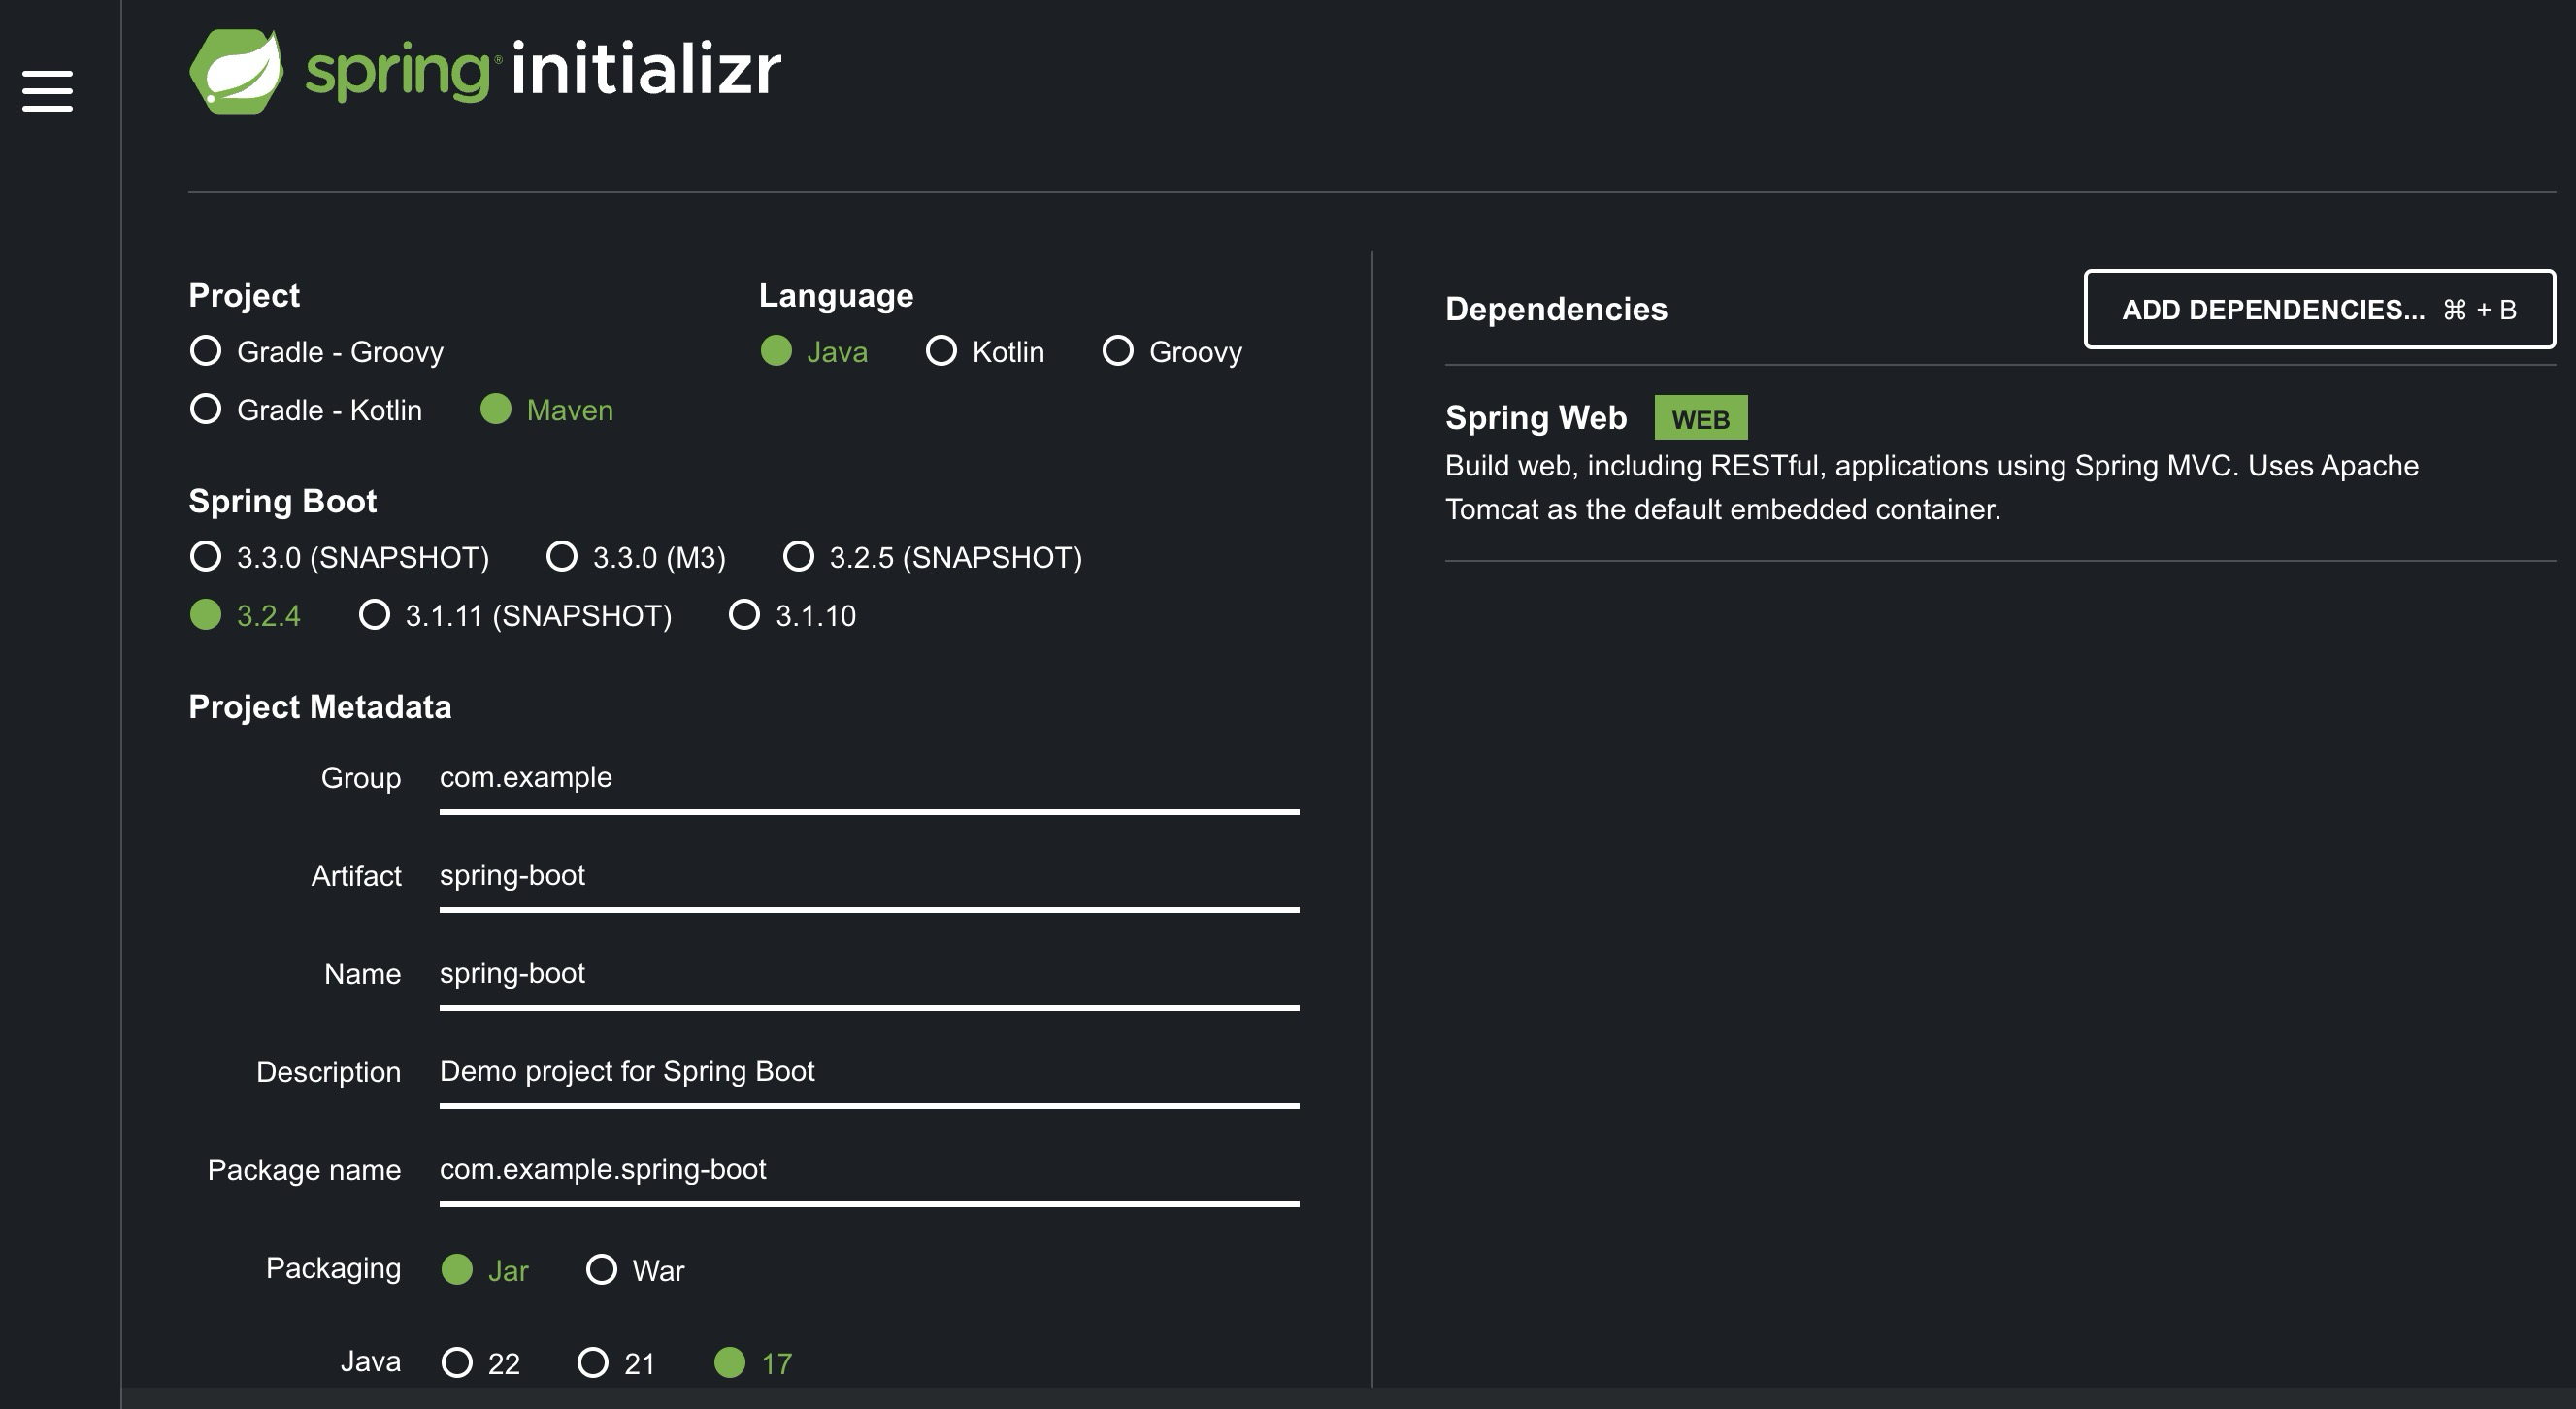 spring® initializr
Project
Gradle - Groovy
Gradle - Kotlin Maven
Language
Java Kotlin Groovy
Spring Boot
3.3.0 (SNAPSHOT) 3.3.0 (M3) 3.2.5 (SNAPSHOT)
3.2.4 3.1.11 (SNAPSHOT) 3.1.10
Project Metadata
Group com.example
Artifact spring-boot
Name spring-boot
Description Demo project for Spring Boot
Package name com.example.spring-boot
Packaging Jar War
Java 22 21 17
Dependencies ADD DEPENDENCIES... ⌘ + B
Spring Web WEB
Build web, including RESTful, applications using Spring MVC. Uses Apache
Tomcat as the default embedded container.